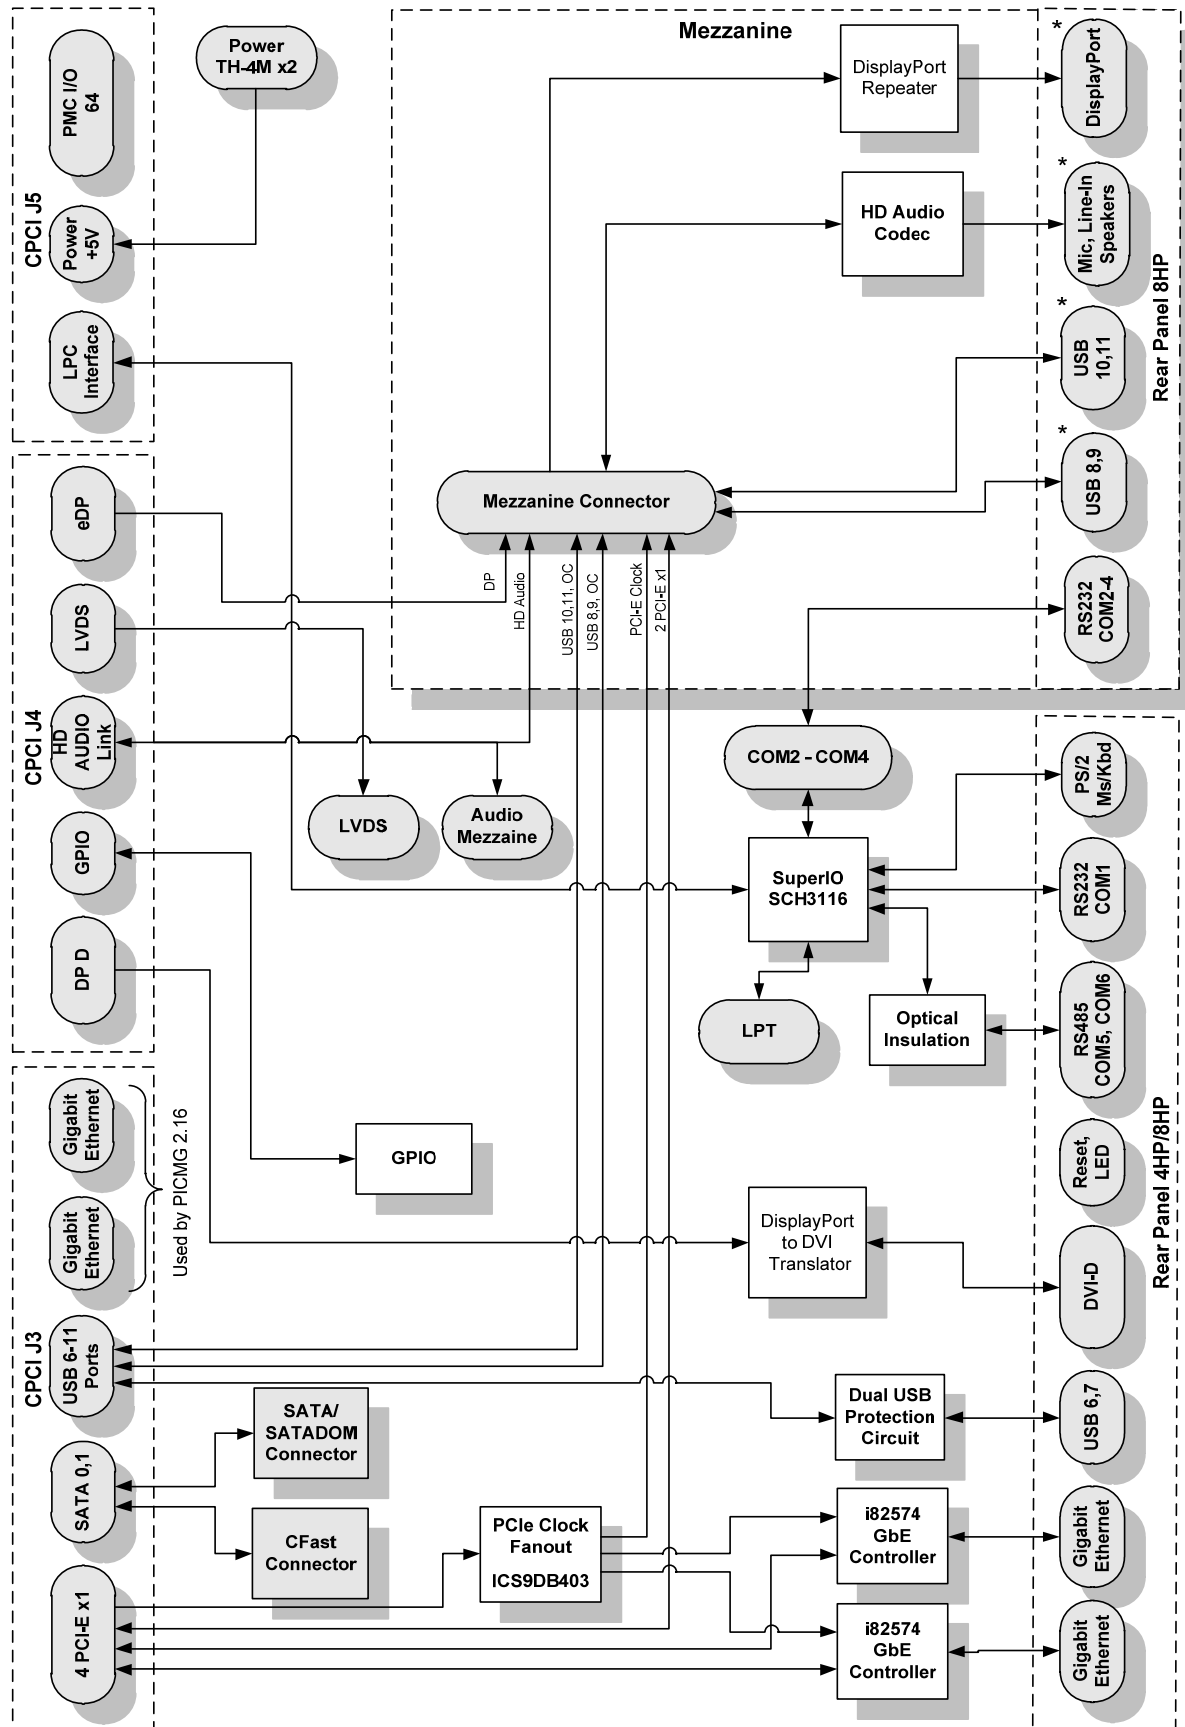 CPCI J5
PMC I/O
64
Power
+5V
LPC
Interface
Power
TH-4M x2
Mezzanine
DisplayPort
Repeater
HD Audio
Codec
Mezzanine Connector
DP
HD Audio
USB 10,11, OC
USB 8,9, OC
PCI-E Clock
2 PCI-E x1
Rear Panel 8HP
*
DisplayPort
*
Mic, Line-In
Speakers
*
USB
10,11
*
USB 8,9
RS232
COM2-4
CPCI J4
eDP
LVDS
HD
AUDIO
Link
GPIO
DP D
LVDS
Audio
Mezzaine
COM2 - COM4
SuperIO
SCH3116
LPT
Optical
Insulation
GPIO
DisplayPort
to DVI
Translator
Rear Panel 4HP/8HP
PS/2
Ms/Kbd
RS232
COM1
RS485
COM5, COM6
Reset,
LED
DVI-D
USB 6,7
Gigabit
Ethernet
Gigabit
Ethernet
CPCI J3
Gigabit
Ethernet
Gigabit
Ethernet
Used by PICMG 2.16
USB 6-11
Ports
SATA 0,1
4 PCI-E x1
SATA/
SATADOM
Connector
CFast
Connector
PCIe Clock
Fanout
ICS9DB403
Dual USB
Protection
Circuit
i82574
GbE
Controller
i82574
GbE
Controller